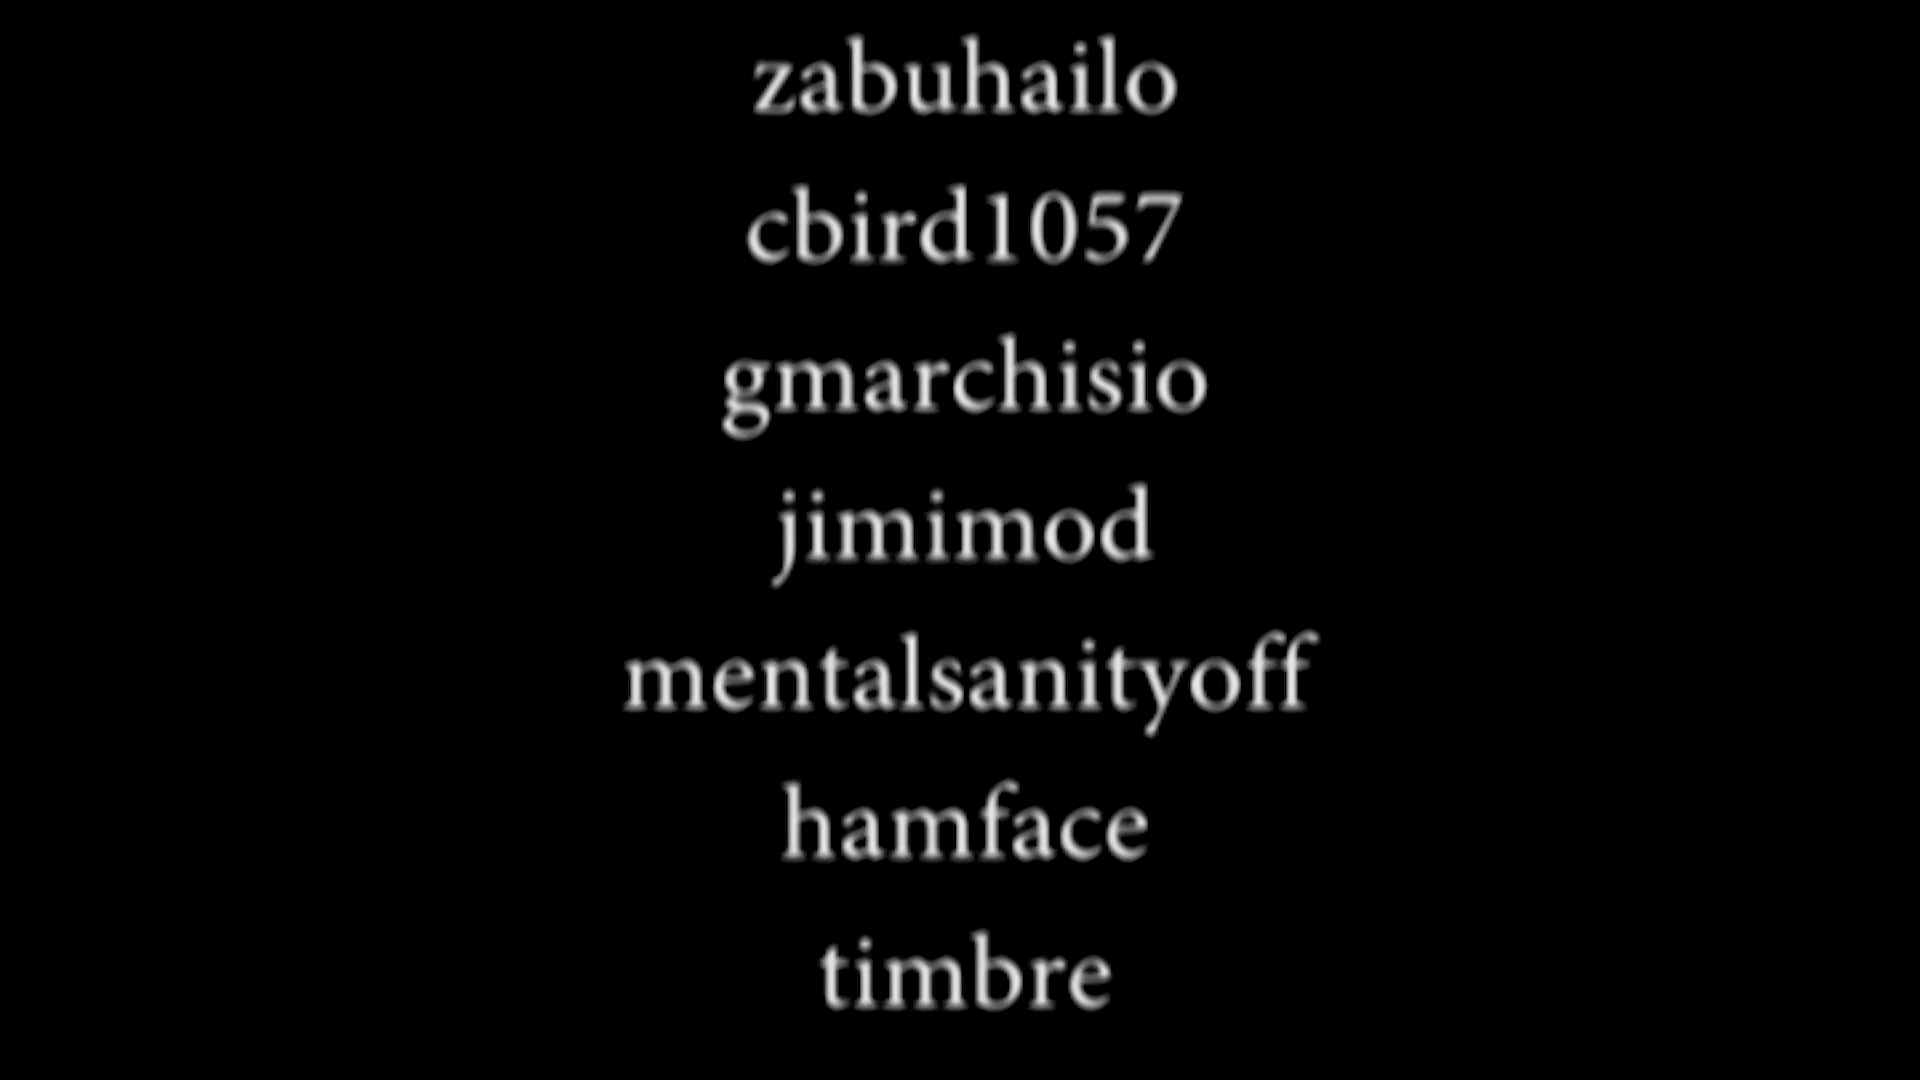 zabuhailo
cbird1057
gmarchisio
jimimod
mentalsanityoff
hamface
timbre